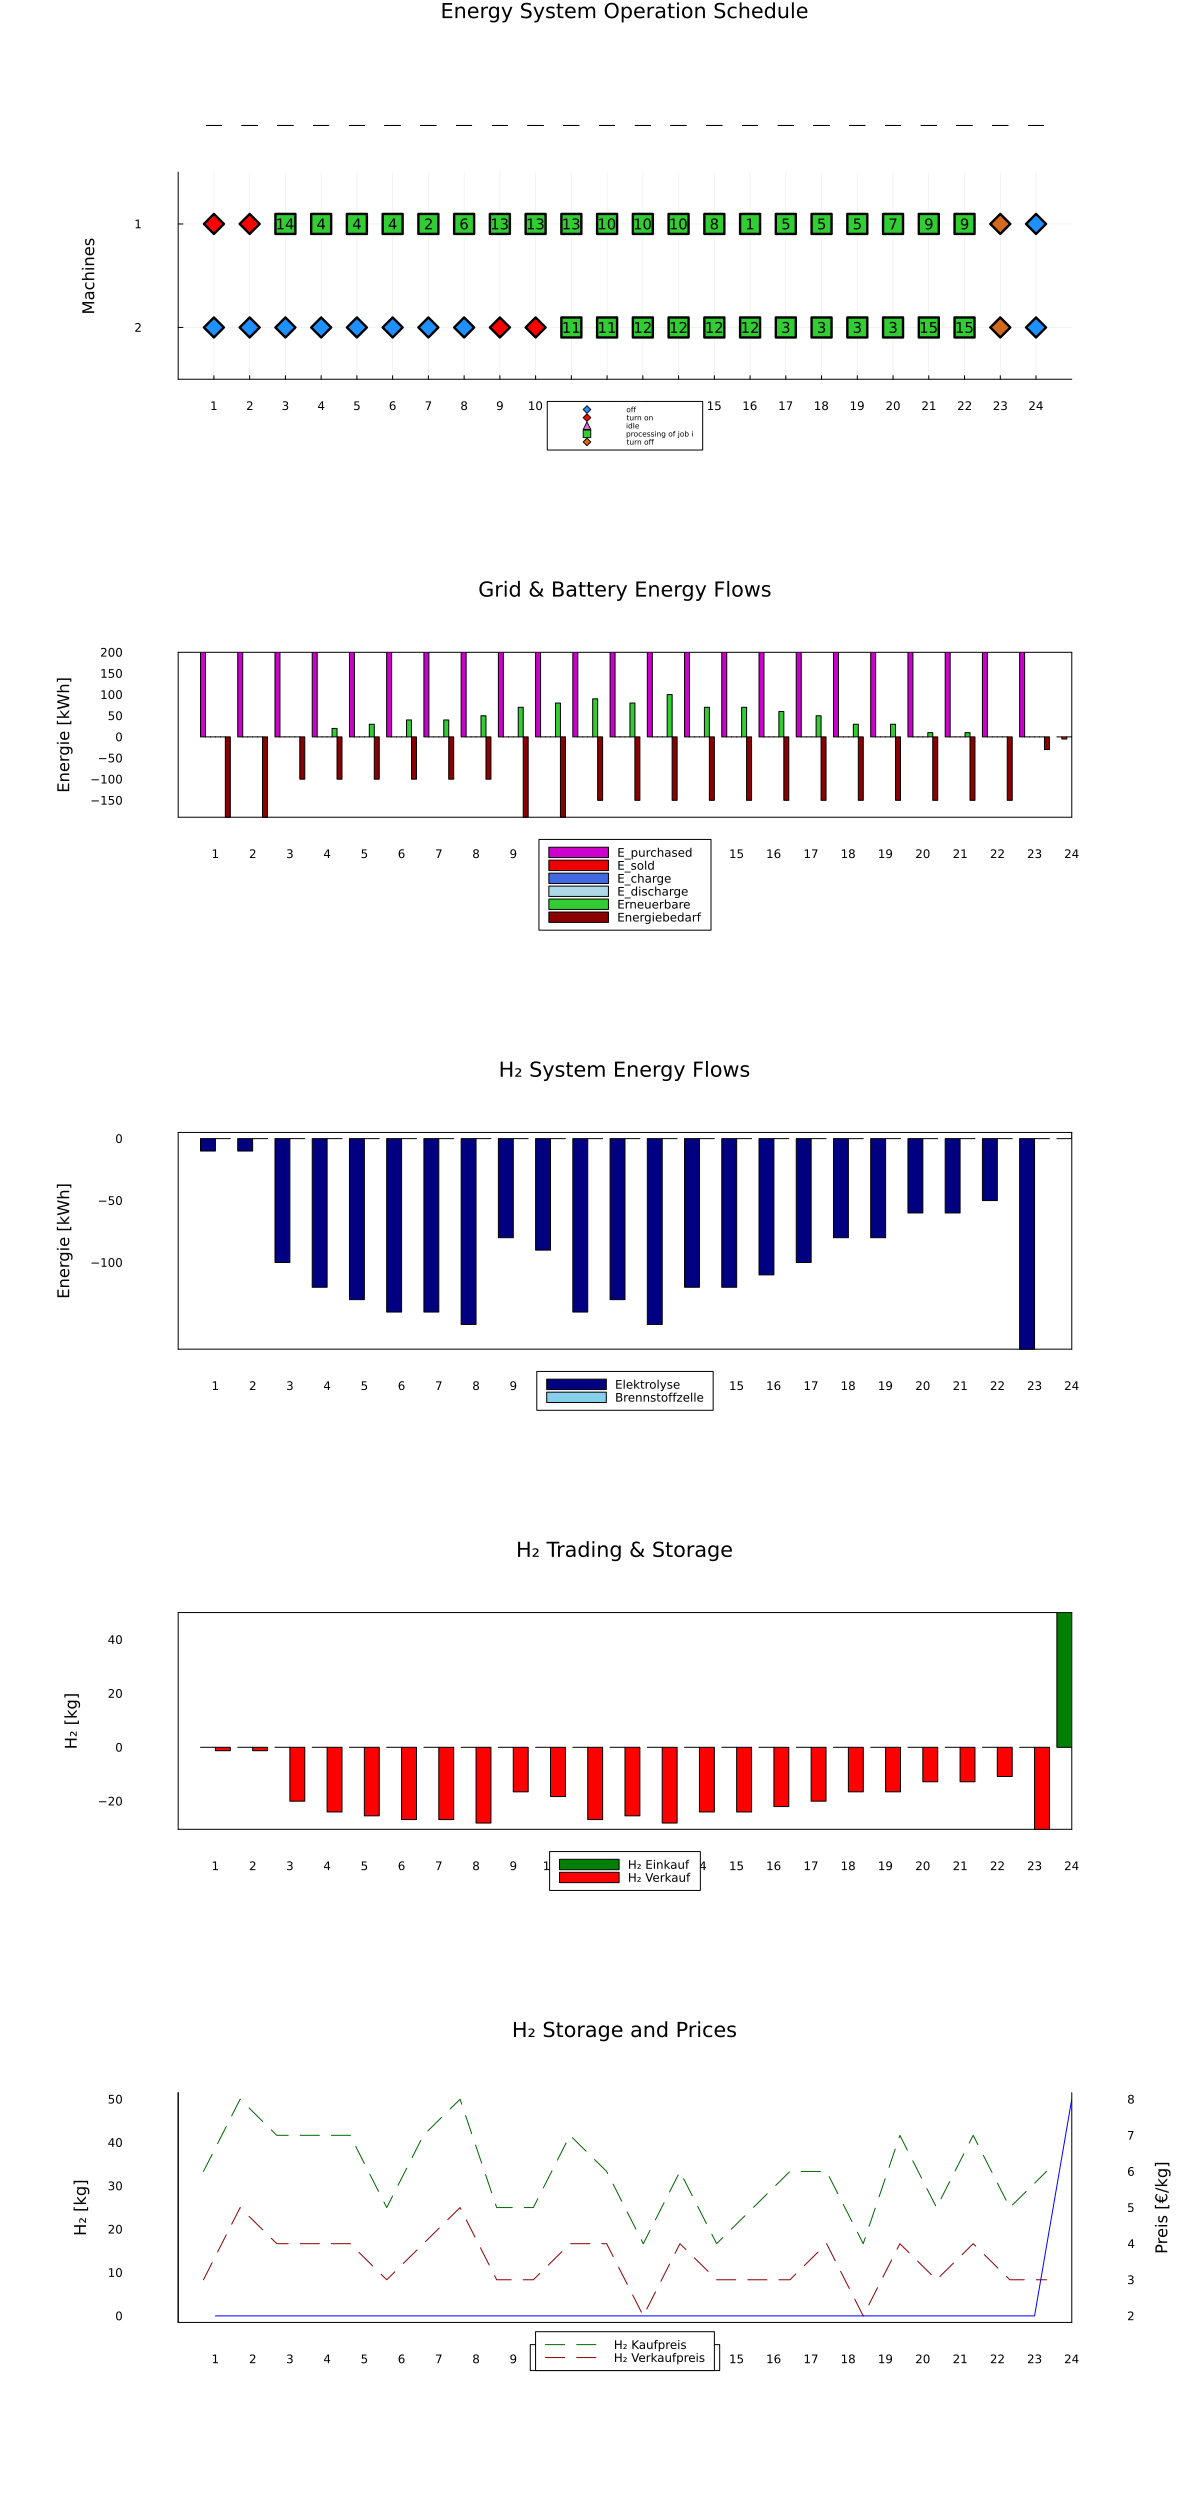 Energy System Operation Schedule
1 14 4 4 4 2 6 13 13 13 10 10 10 8 1 5 5 5 7 9 9
Machines
2 11 11 12 12 12 12 3 3 3 3 15 15
1 2 3 4 5 6 7 8 9 10 15 16 17 18 19 20 21 22 23 24
off
turn on
idle
processing of job i
turn off
Grid & Battery Energy Flows
200
150
100
50
0
−50
−100
−150
Energie [kWh]
1 2 3 4 5 6 7 8 9 15 16 17 18 19 20 21 22 23 24
E_purchased
E_sold
E_charge
E_discharge
Erneuerbare
Energiebedarf
H₂ System Energy Flows
0
−50
−100
Energie [kWh]
1 2 3 4 5 6 7 8 9 15 16 17 18 19 20 21 22 23 24
Elektrolyse
Brennstoffzelle
H₂ Trading & Storage
40
20
0
−20
H₂ [kg]
1 2 3 4 5 6 7 8 9 1 4 15 16 17 18 19 20 21 22 23 24
H₂ Einkauf
H₂ Verkauf
H₂ Storage and Prices
50 8
40 7
30 6
5
20 4
10 3
0 2
H₂ [kg]
Preis [€/kg]
1 2 3 4 5 6 7 8 9 15 16 17 18 19 20 21 22 23 24
H₂ Kaufpreis
H₂ Verkaufpreis